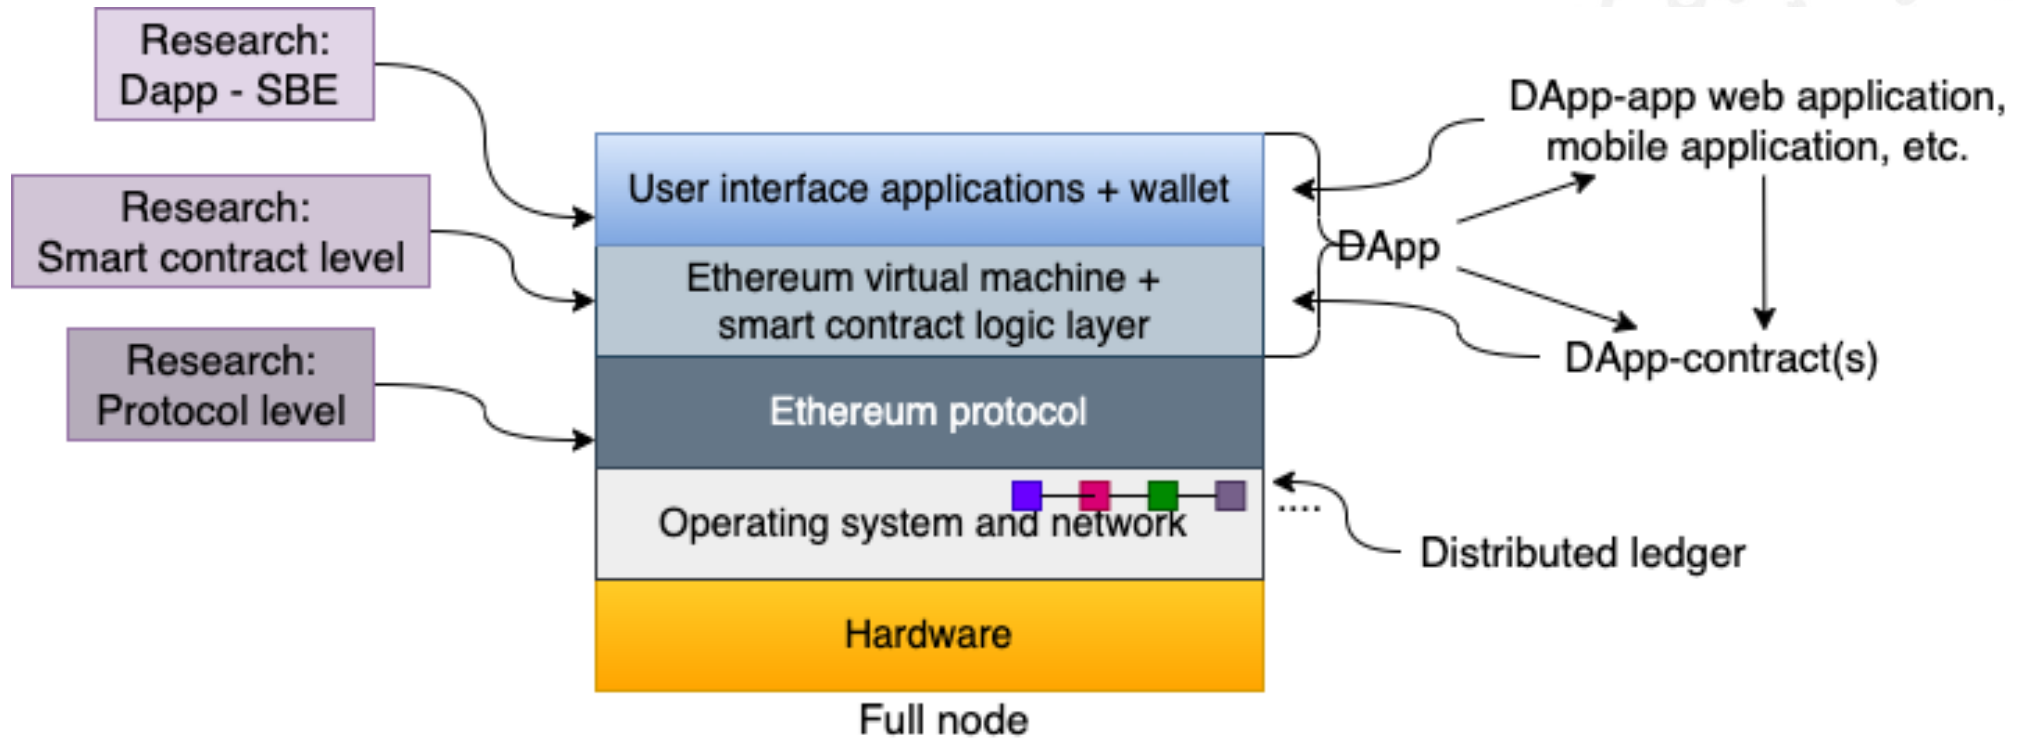 Research:
Dapp - SBE
Research:
Smart contract level
Research:
Protocol level
User interface applications + wallet
Ethereum virtual machine +
smart contract logic layer
Ethereum protocol
Operating system and network
Hardware
Full node
DApp-app web application,
mobile application, etc.
DApp
DApp-contract(s)
....
Distributed ledger